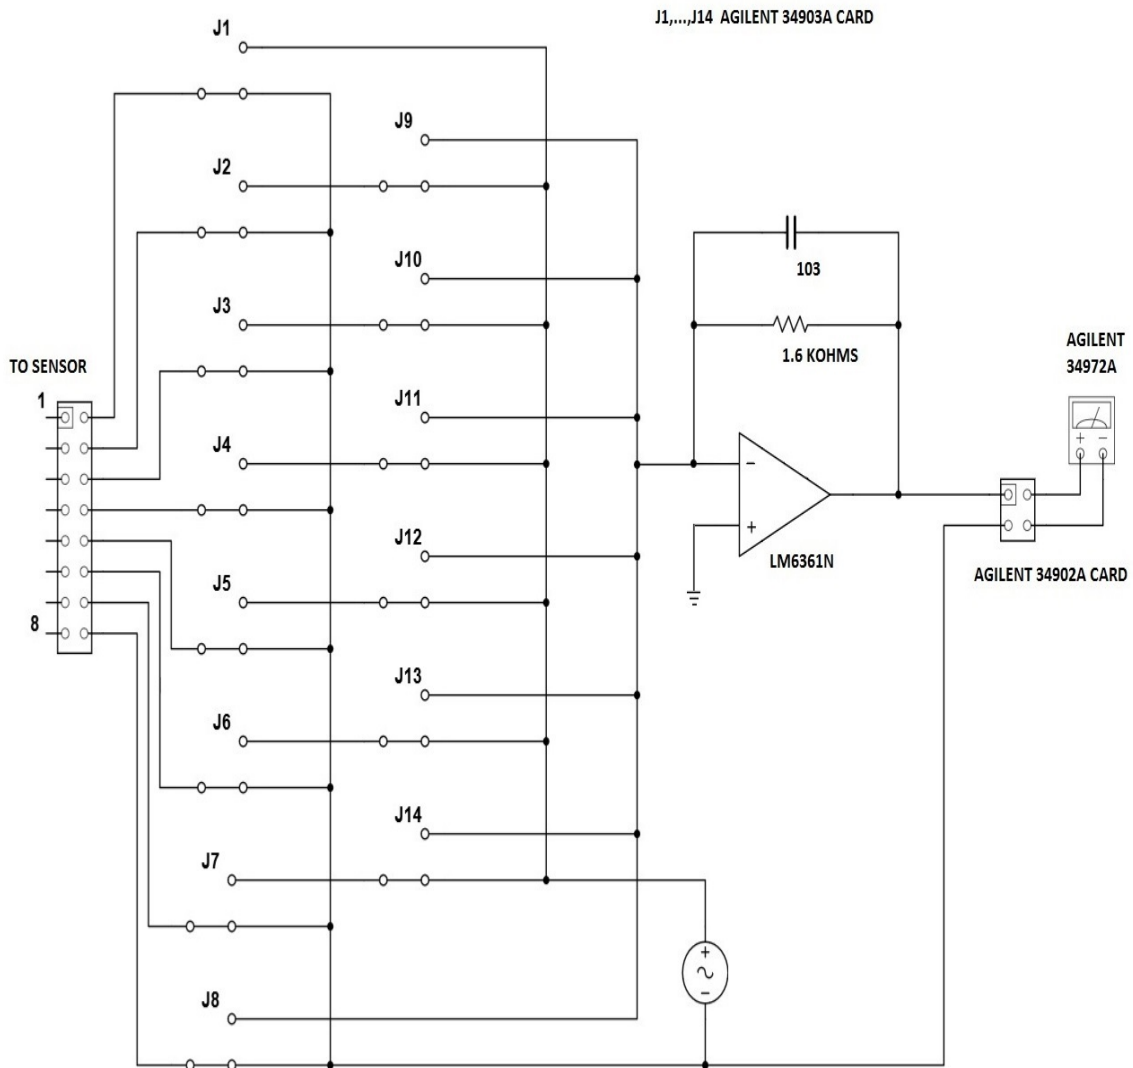 J1,...,J14 AGILENT 34903A CARD
J1
J9
J2
J10
103
J3
1.6 KOHMS
AGILENT
34972A
TO SENSOR
1
J11
J4
+ −
−
+
J12
LM6361N
AGILENT 34902A CARD
J5
8
J13
J6
J14
J7
+
−
J8